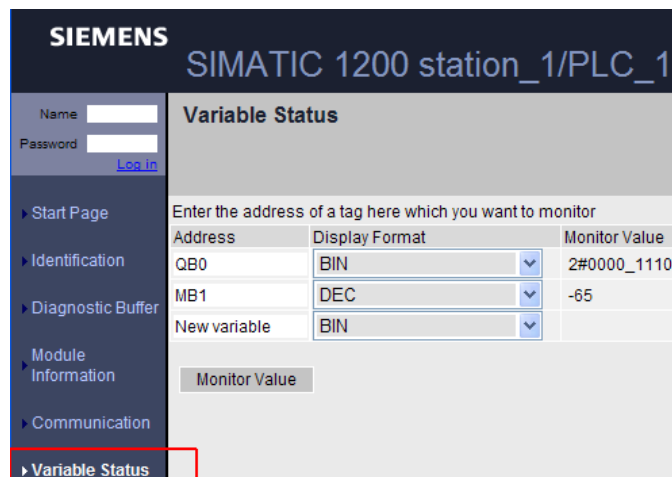 SIEMENS
SIMATIC 1200 station_1/PLC_1
Name
Password
Log in
Variable Status
Start Page
Identification
Diagnostic Buffer
Module
Information
Communication
Variable Status
Enter the address of a tag here which you want to monitor
Address Display Format Monitor Value
QB0 BIN 2#0000_1110
MB1 DEC -65
New variable BIN
Monitor Value